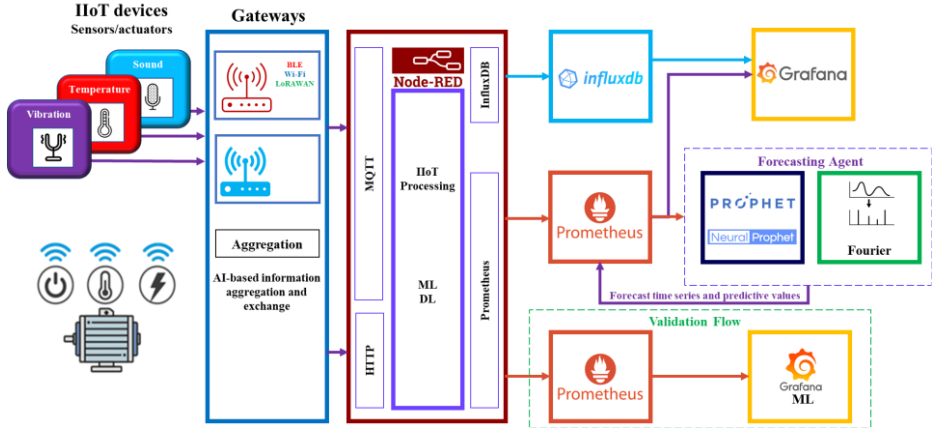 IIoT devices
Sensors/actuators
Sound
Temperature
Vibration
Gateways
BLE
Wi-Fi
LoRAWAN
Aggregation
AI-based information
aggregation and
exchange
MQTT
HTTP
Node-RED
IIoT
Processing
ML
DL
InfluxDB
Prometheus
influxdb
Grafana
Prometheus
Forecasting Agent
PROPHET
NeuralProphet
Fourier
Forecast time series and predictive values
Validation Flow
Prometheus
Grafana
ML